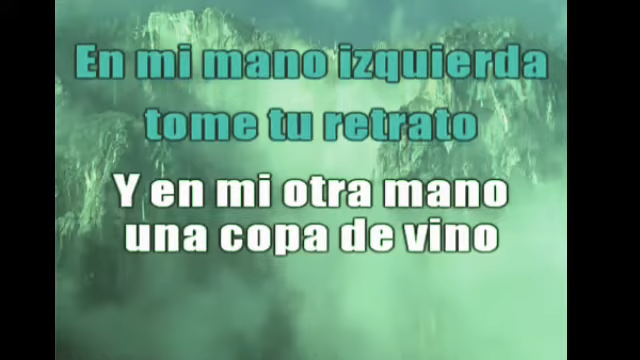 En mi mano izquierda
tome tu retrato
Y en mi otra mano
una copa de vino